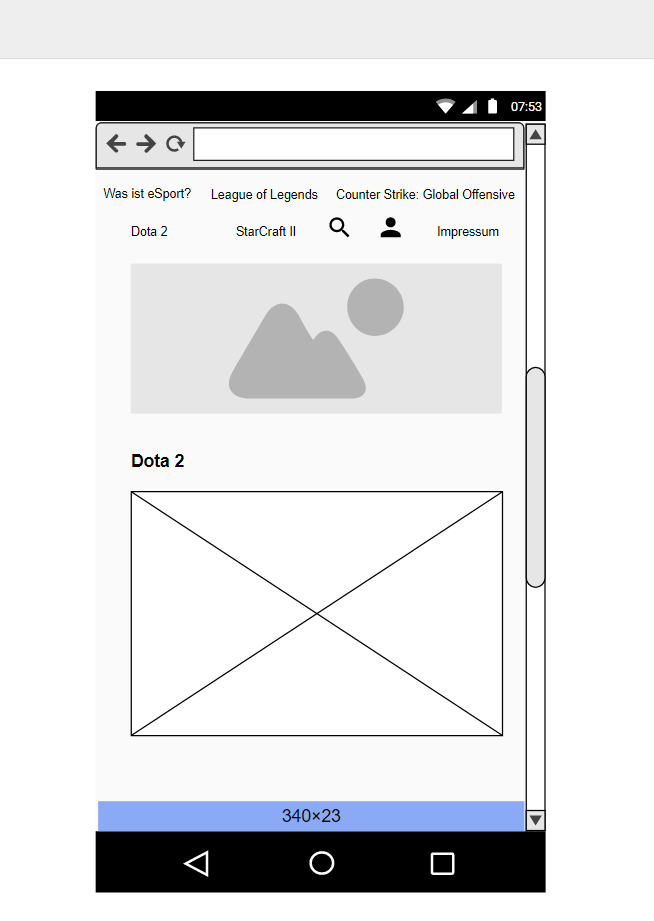 07:53
Was ist eSport? League of Legends Counter Strike: Global Offensive
Dota 2 StarCraft II Impressum
Dota 2
340×23